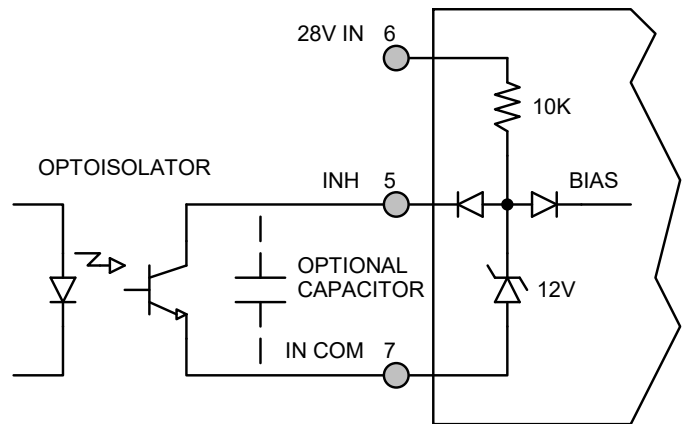 28V IN 6
10K
OPTOISOLATOR
INH 5
BIAS
OPTIONAL
CAPACITOR
12V
IN COM 7